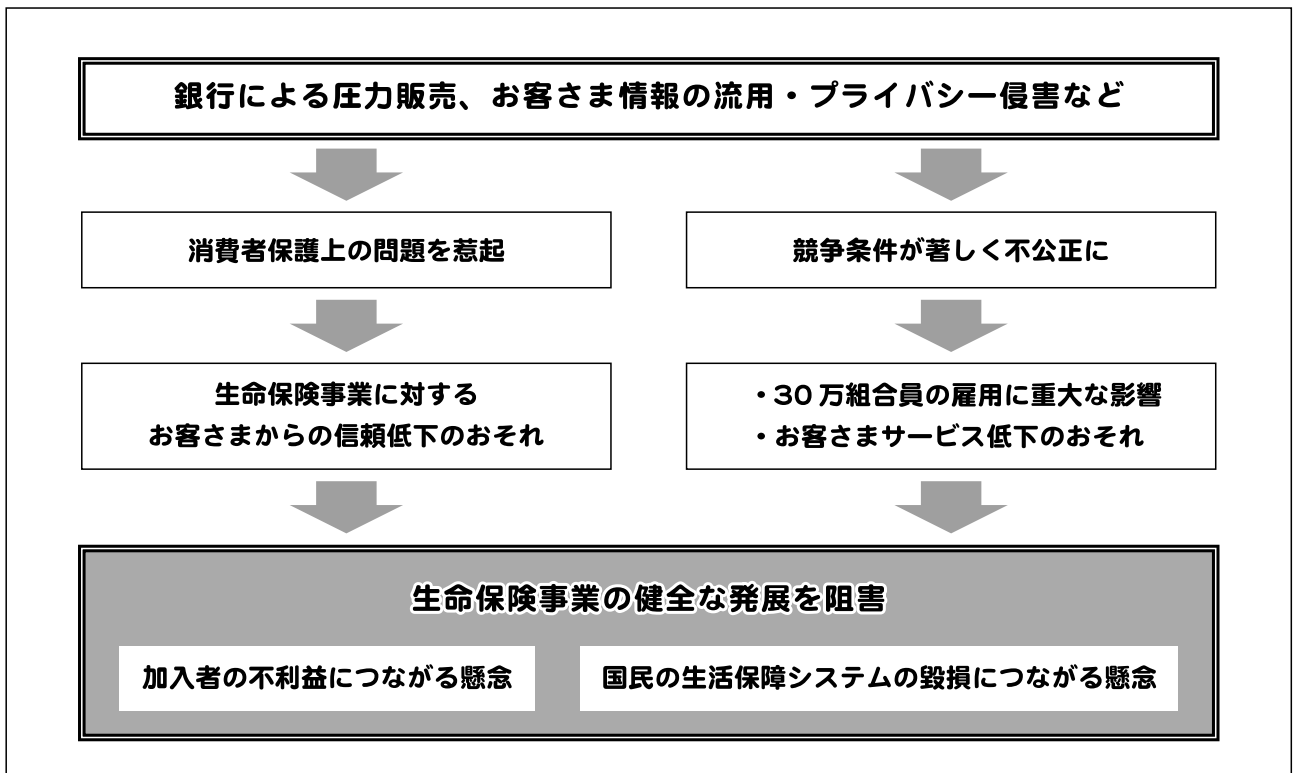 銀行による圧力販売、お客さま情報の流用・プライバシー侵害など
消費者保護上の問題を惹起
競争条件が著しく不公正に
生命保険事業に対する
お客さまからの信頼低下のおそれ
・30万組合員の雇用に重大な影響
・お客さまサービス低下のおそれ
生命保険事業の健全な発展を阻害
加入者の不利益につながる懸念
国民の生活保障システムの毀損につながる懸念